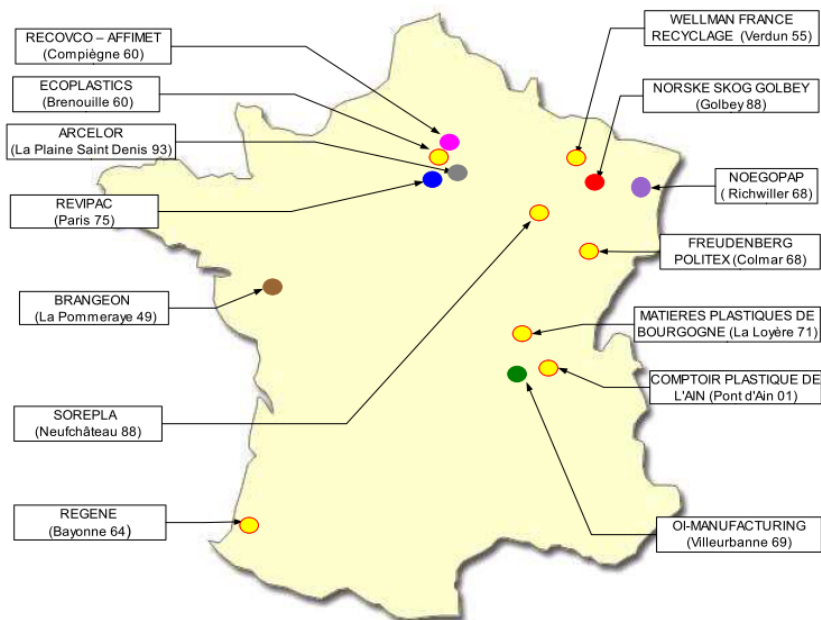 RECOVCO – AFFIMET
(Compiègne 60)
ECOPLASTICS
(Brenouille 60)
ARCELOR
(La Plaine Saint Denis 93)
REVIPAC
(Paris 75)
BRANGEON
(La Pommeraye 49)
SOREPLA
(Neufchâteau 88)
REGENE
(Bayonne 64)
WELLMAN FRANCE
RECYCLAGE (Verdun 55)
NORSKE SKOG GOLBEY
(Golbey 88)
NOEGOPAP
( Richwiller 68)
FREUDENBERG
POLITEX (Colmar 68)
MATIERES PLASTIQUES DE
BOURGOGNE (La Loyère 71)
COMPTOIR PLASTIQUE DE
L'AIN (Pont d'Ain 01)
OI-MANUFACTURING
(Villeurbanne 69)